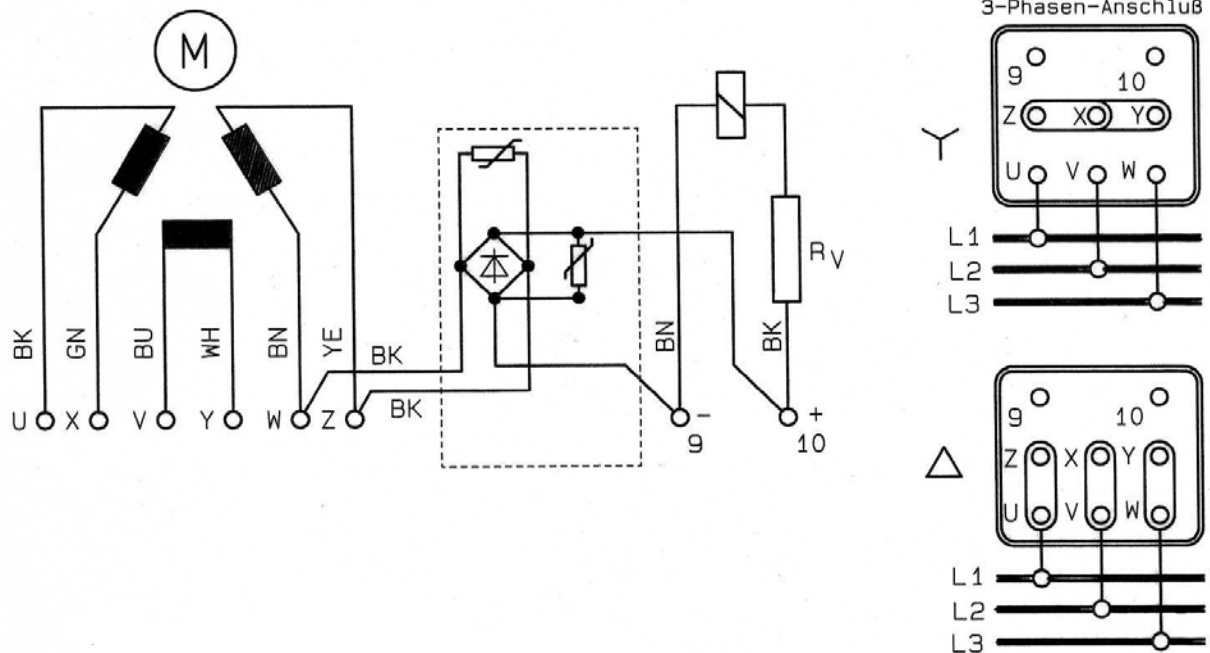 3-Phasen-Anschluß
M
BK
GN
BU
WH
BN
YE
BK
BK
U X V Y W Z
BN
BK
RV
- +
9 10
9 10
Z X Y
U V W
L1
L2
L3
9 10
Z X Y
U V W
L1
L2
L3